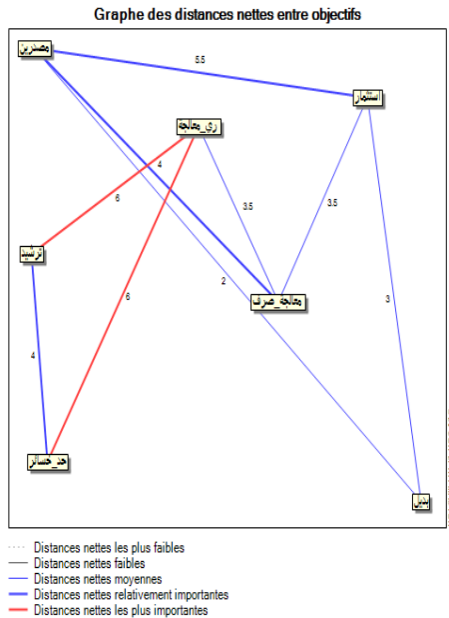 Graphe des distances nettes entre objectifs
مصدرين
5.5
استثمار
ري_معالجة
4
6
3.5
3.5
ترشيد
2
6
معالجة_صرف
3
4
حد_خسائر
بديل
Distances nettes les plus faibles
Distances nettes faibles
Distances nettes moyennes
Distances nettes relativement importantes
Distances nettes les plus importantes